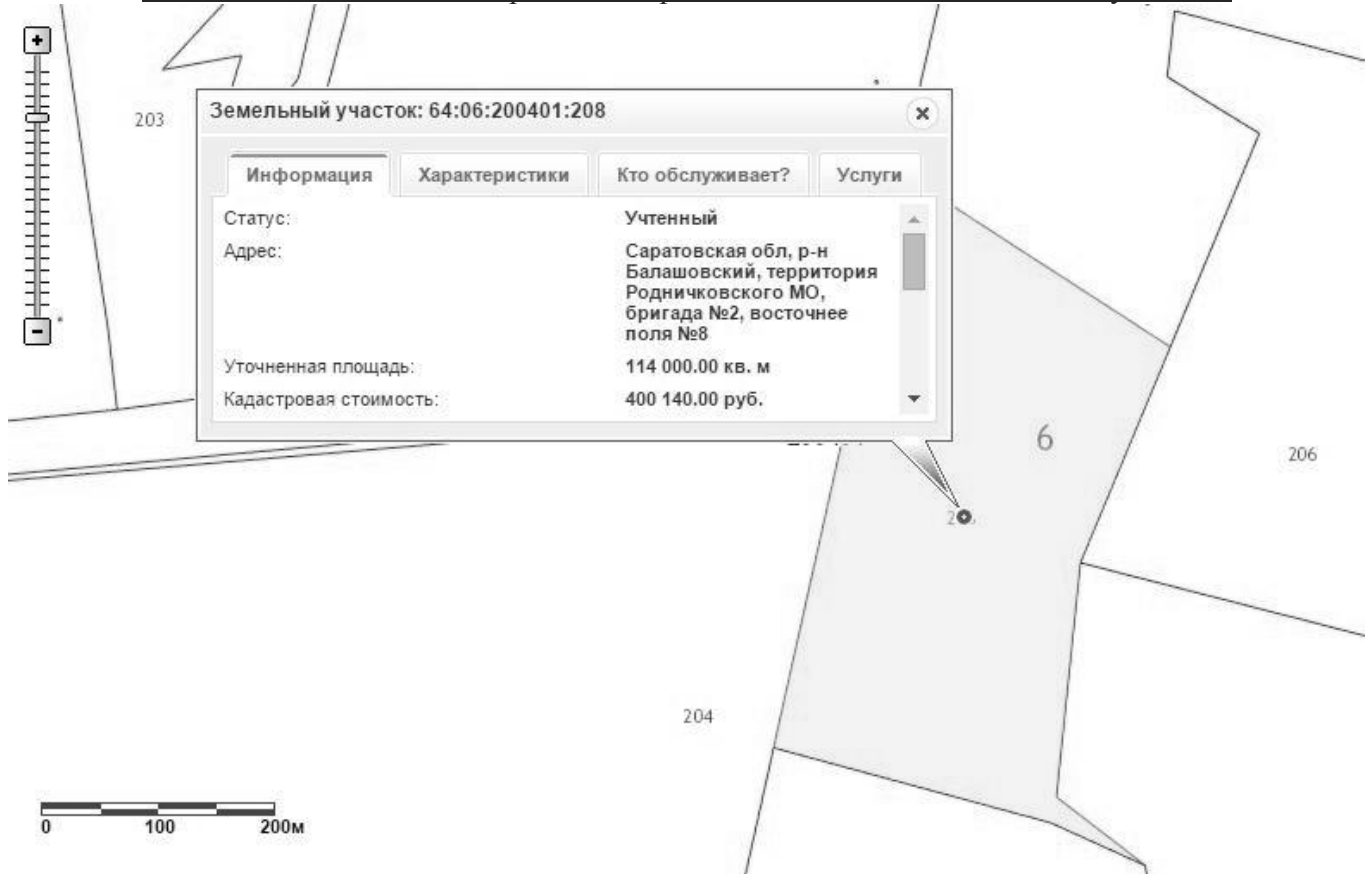 203
Земельный участок: 64:06:200401:208
Информация Характеристики Кто обслуживает? Услуги
Статус: Учтенный
Адрес: Саратовская обл, р-н
Балашовский, территория
Родничковского МО,
бригада №2, восточнее
поля №8
Уточненная площадь: 114 000.00 кв. м
Кадастровая стоимость: 400 140.00 руб.
6
206
204
0 100 200м